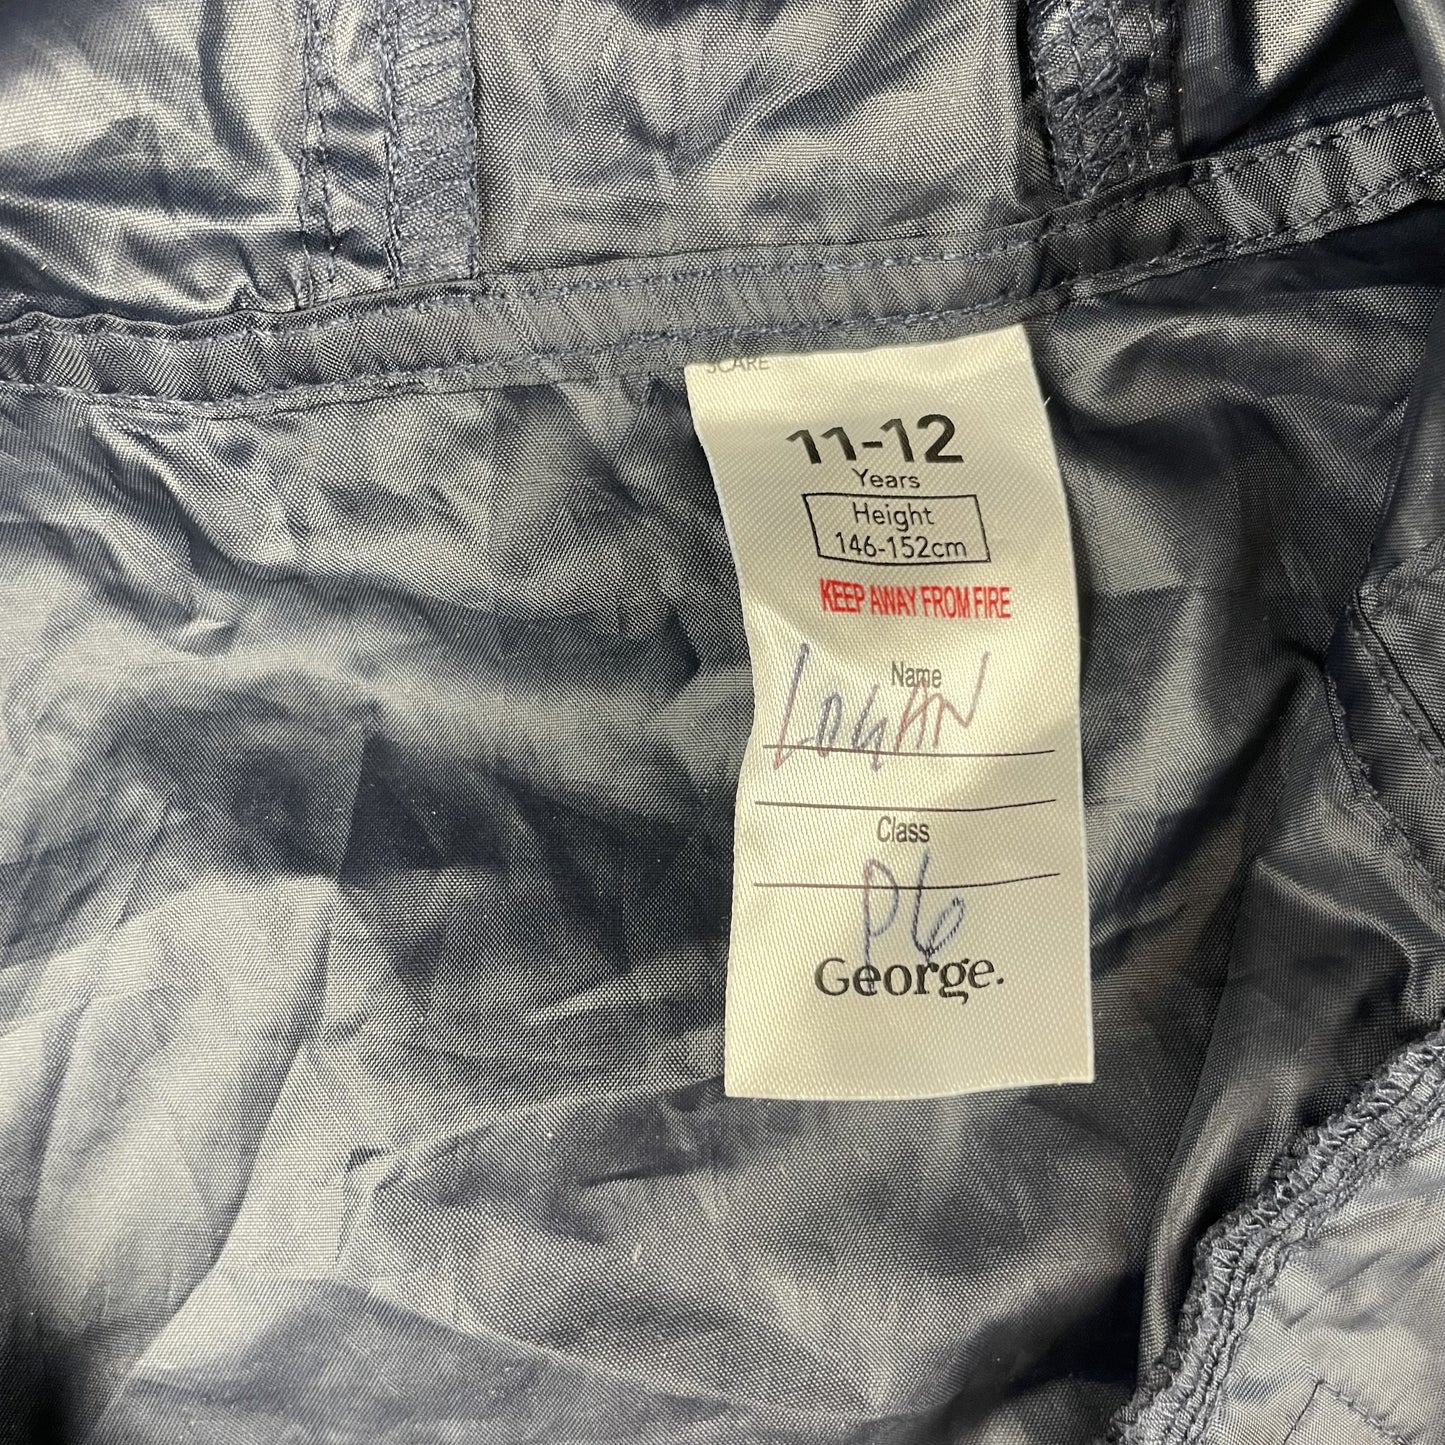 11-12
Years
Height
146-152cm
KEEP AWAY FROM FIRE
Name
LOGAN
Class
P6
George.